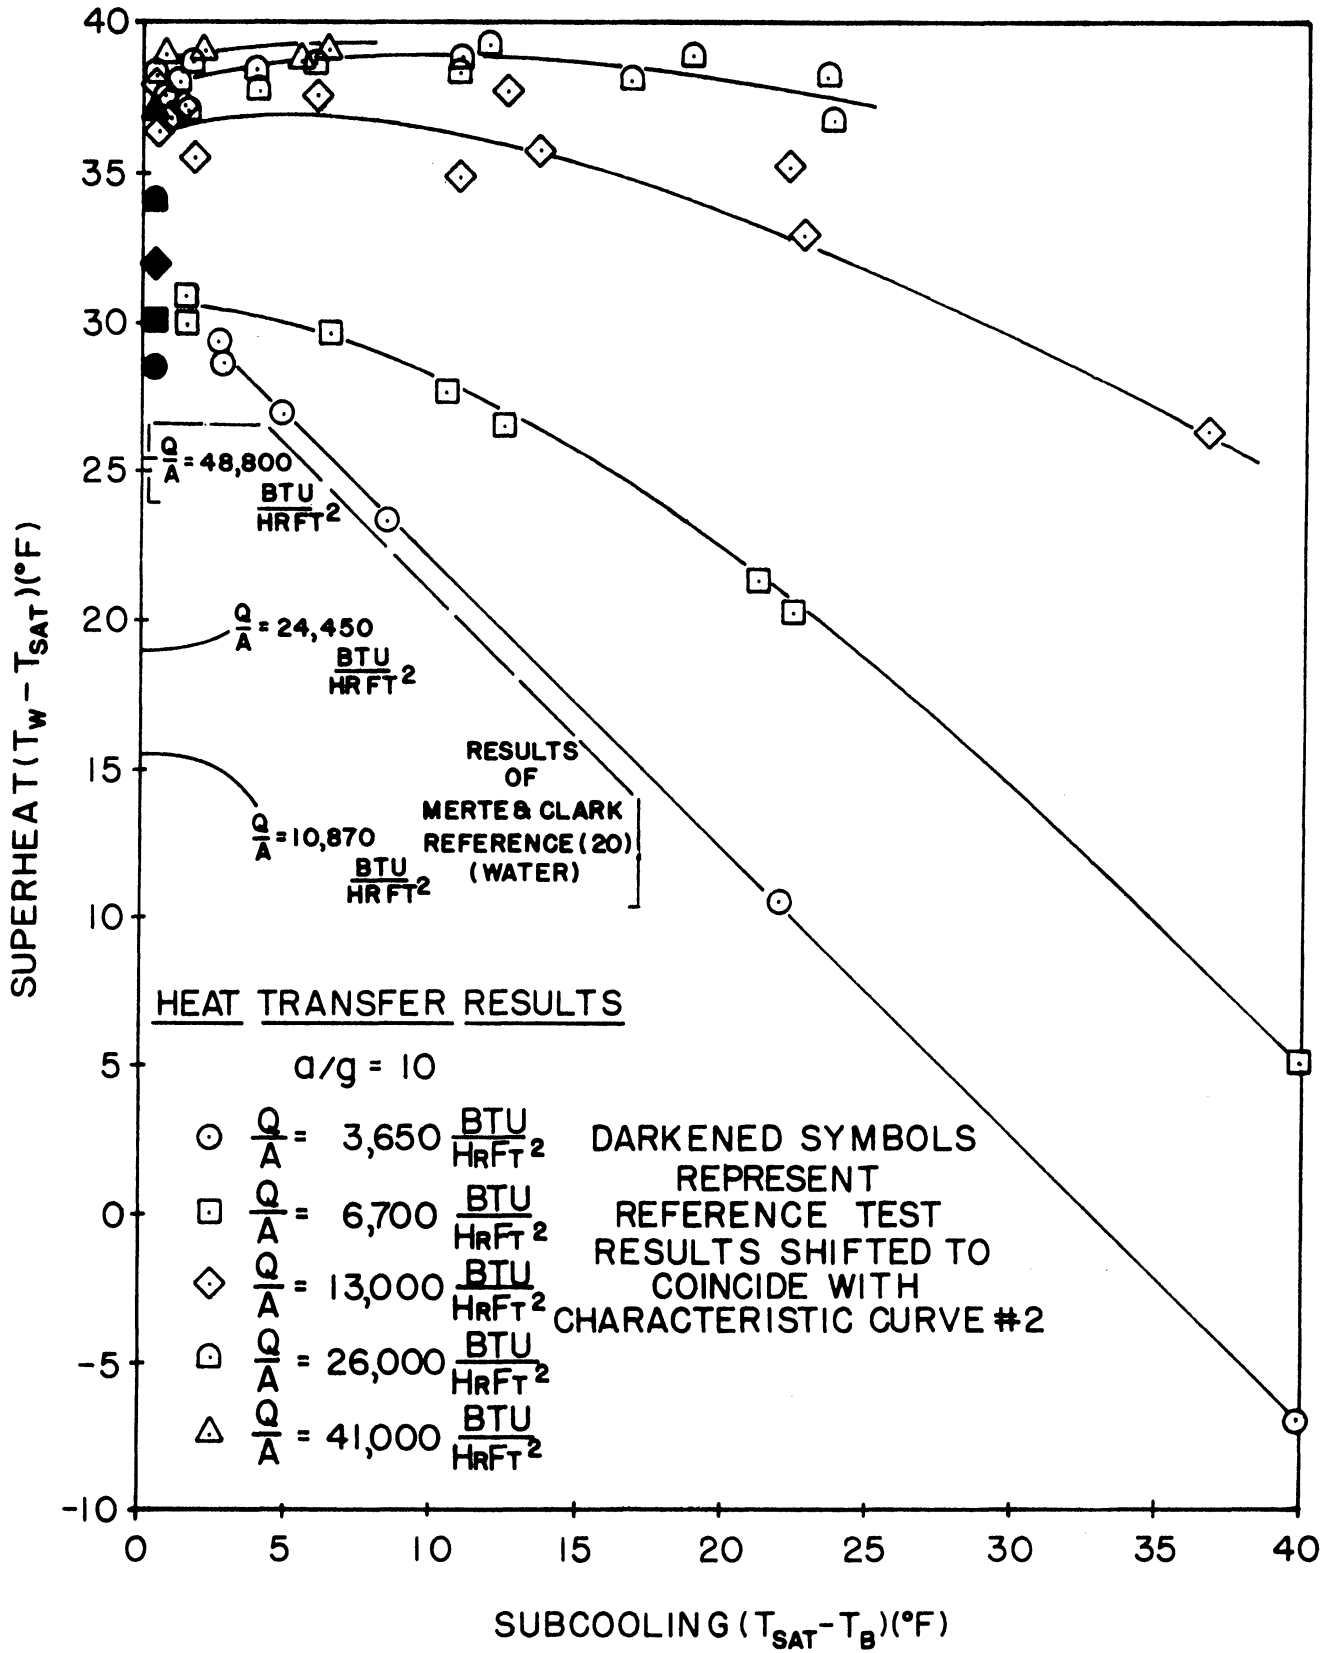 40
35
30
25
20
15
10
5
0
-5
-10
SUPERHEAT (TW - TSAT)(°F)
Q/A = 48,800 BTU/HRFT²
Q/A = 24,450 BTU/HRFT²
Q/A = 10,870 BTU/HRFT²
RESULTS
OF
MERTE & CLARK
REFERENCE (20)
(WATER)
HEAT TRANSFER RESULTS
a/g = 10
Q/A = 3,650 BTU/HRFT²
Q/A = 6,700 BTU/HRFT²
Q/A = 13,000 BTU/HRFT²
Q/A = 26,000 BTU/HRFT²
Q/A = 41,000 BTU/HRFT²
DARKENED SYMBOLS
REPRESENT
REFERENCE TEST
RESULTS SHIFTED TO
COINCIDE WITH
CHARACTERISTIC CURVE #2
0 5 10 15 20 25 30 35 40
SUBCOOLING (TSAT-TB)(°F)